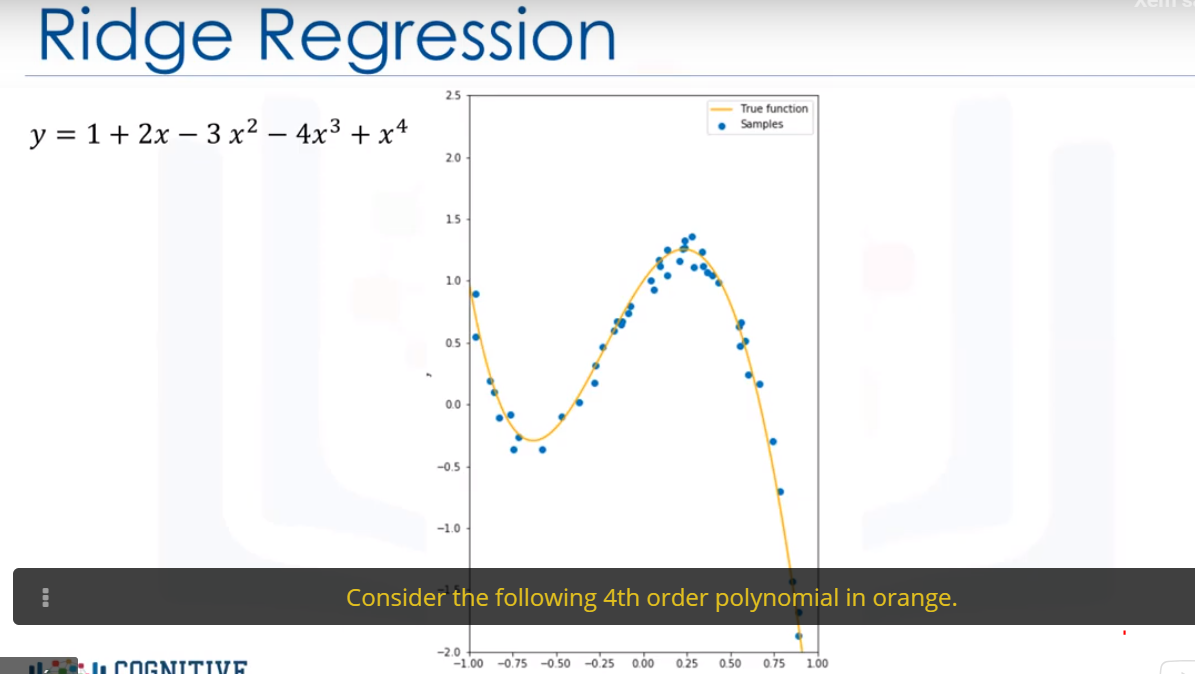 Ridge Regression
y = 1 + 2x − 3 x² − 4x³ + x⁴
True function
Samples
2.5
2.0
1.5
1.0
0.5
0.0
−0.5
−1.0
Consider the following 4th order polynomial in orange.
−2.0
−1.00 −0.75 −0.50 −0.25 0.00 0.25 0.50 0.75 1.00
COGNITIVE